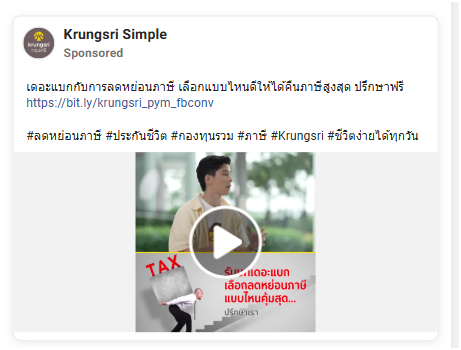 krungsri
กรุงศรี
Krungsri Simple
Sponsored
เดอะแบกกับการลดหย่อนภาษี เลือกแบบไหนดีให้ได้คืนภาษีสูงสุด ปรึกษาฟรี
https://bit.ly/krungsri_pym_fbconv
#ลดหย่อนภาษี #ประกันชีวิต #กองทุนรวม #ภาษี #Krungsri #ชีวิตง่ายได้ทุกวัน
TAX
เดอะแบก
เลือกลดหย่อนภาษี
แบบไหนคุ้มสุด...
ปรึกษาเรา